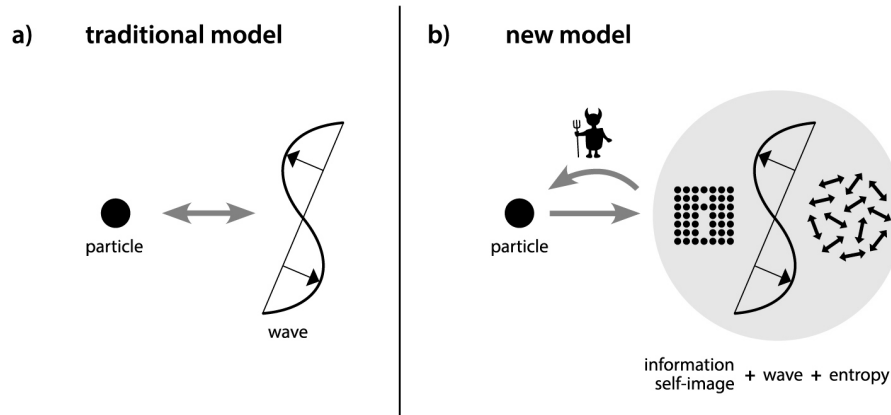 a) traditional model
particle
wave
b) new model
particle
information
self-image + wave + entropy